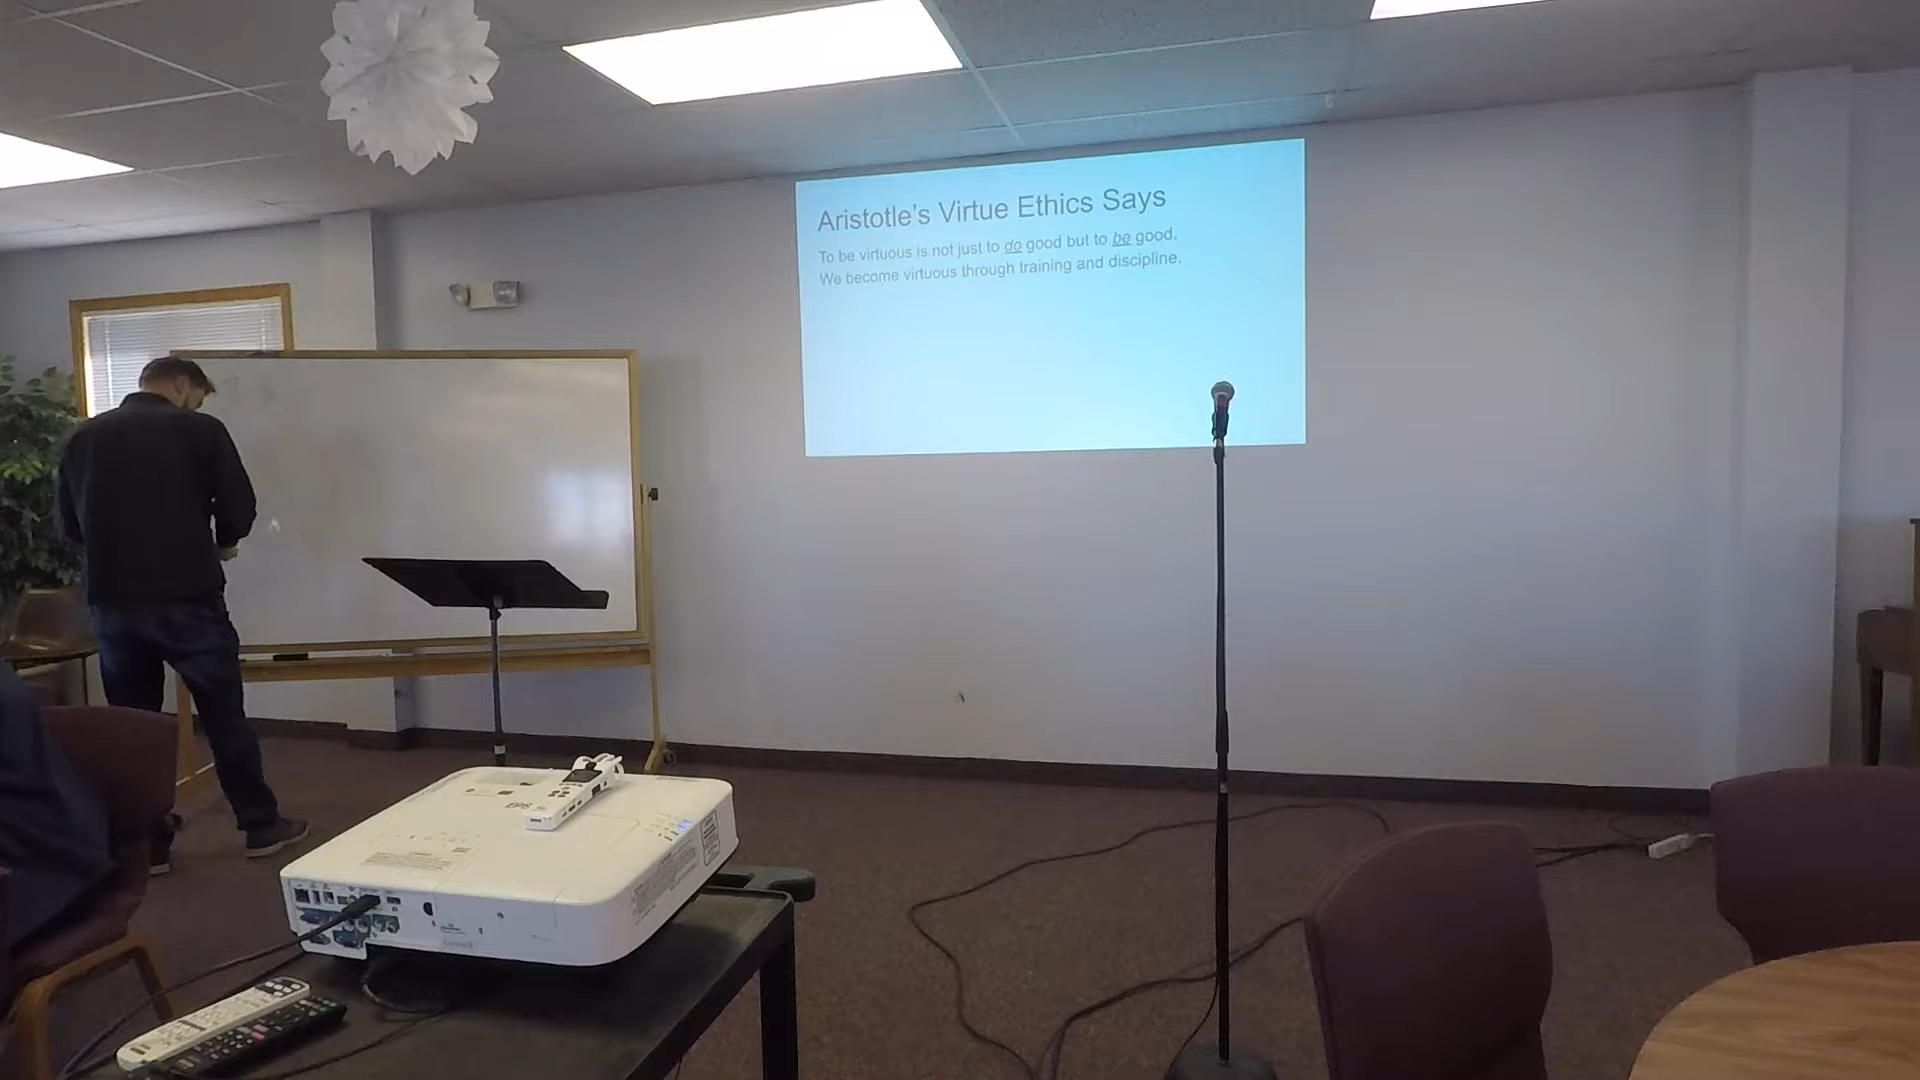 Aristotle's Virtue Ethics Says
To be virtuous is not just to do good but to be good.
We become virtuous through training and discipline.